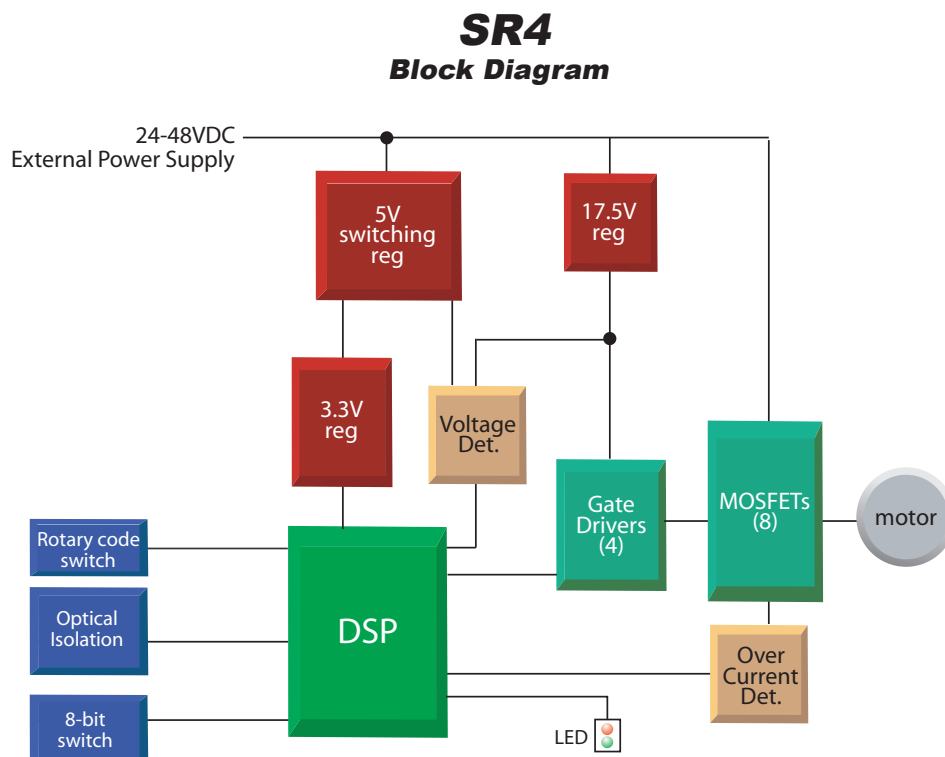 SR4
Block Diagram
24-48VDC
External Power Supply
5V
switching
reg
17.5V
reg
3.3V
reg
Voltage
Det.
Gate
Drivers
(4)
MOSFETs
(8)
motor
Rotary code
switch
Optical
Isolation
DSP
Over
Current
Det.
8-bit
switch
LED